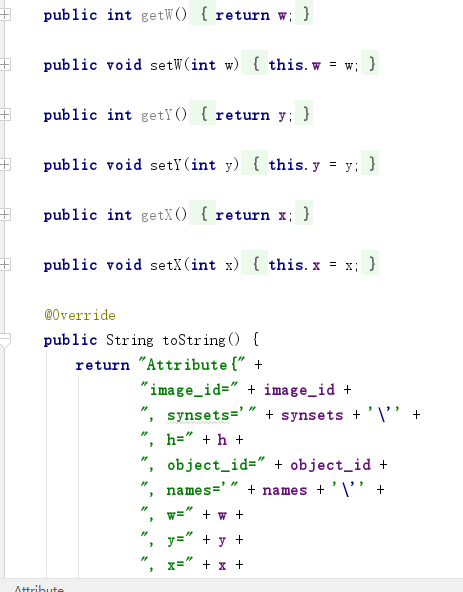 public int getW() { return w; }
public void setW(int w) { this.w = w; }
public int getY() { return y; }
public void setY(int y) { this.y = y; }
public int getX() { return x; }
public void setX(int x) { this.x = x; }
@Override
public String toString() {
return "Attribute{" +
"image_id=" + image_id +
", synsets='" + synsets + '\'' +
", h=" + h +
", object_id=" + object_id +
", names='" + names + '\'' +
", w=" + w +
", y=" + y +
", x=" + x +
Attribute